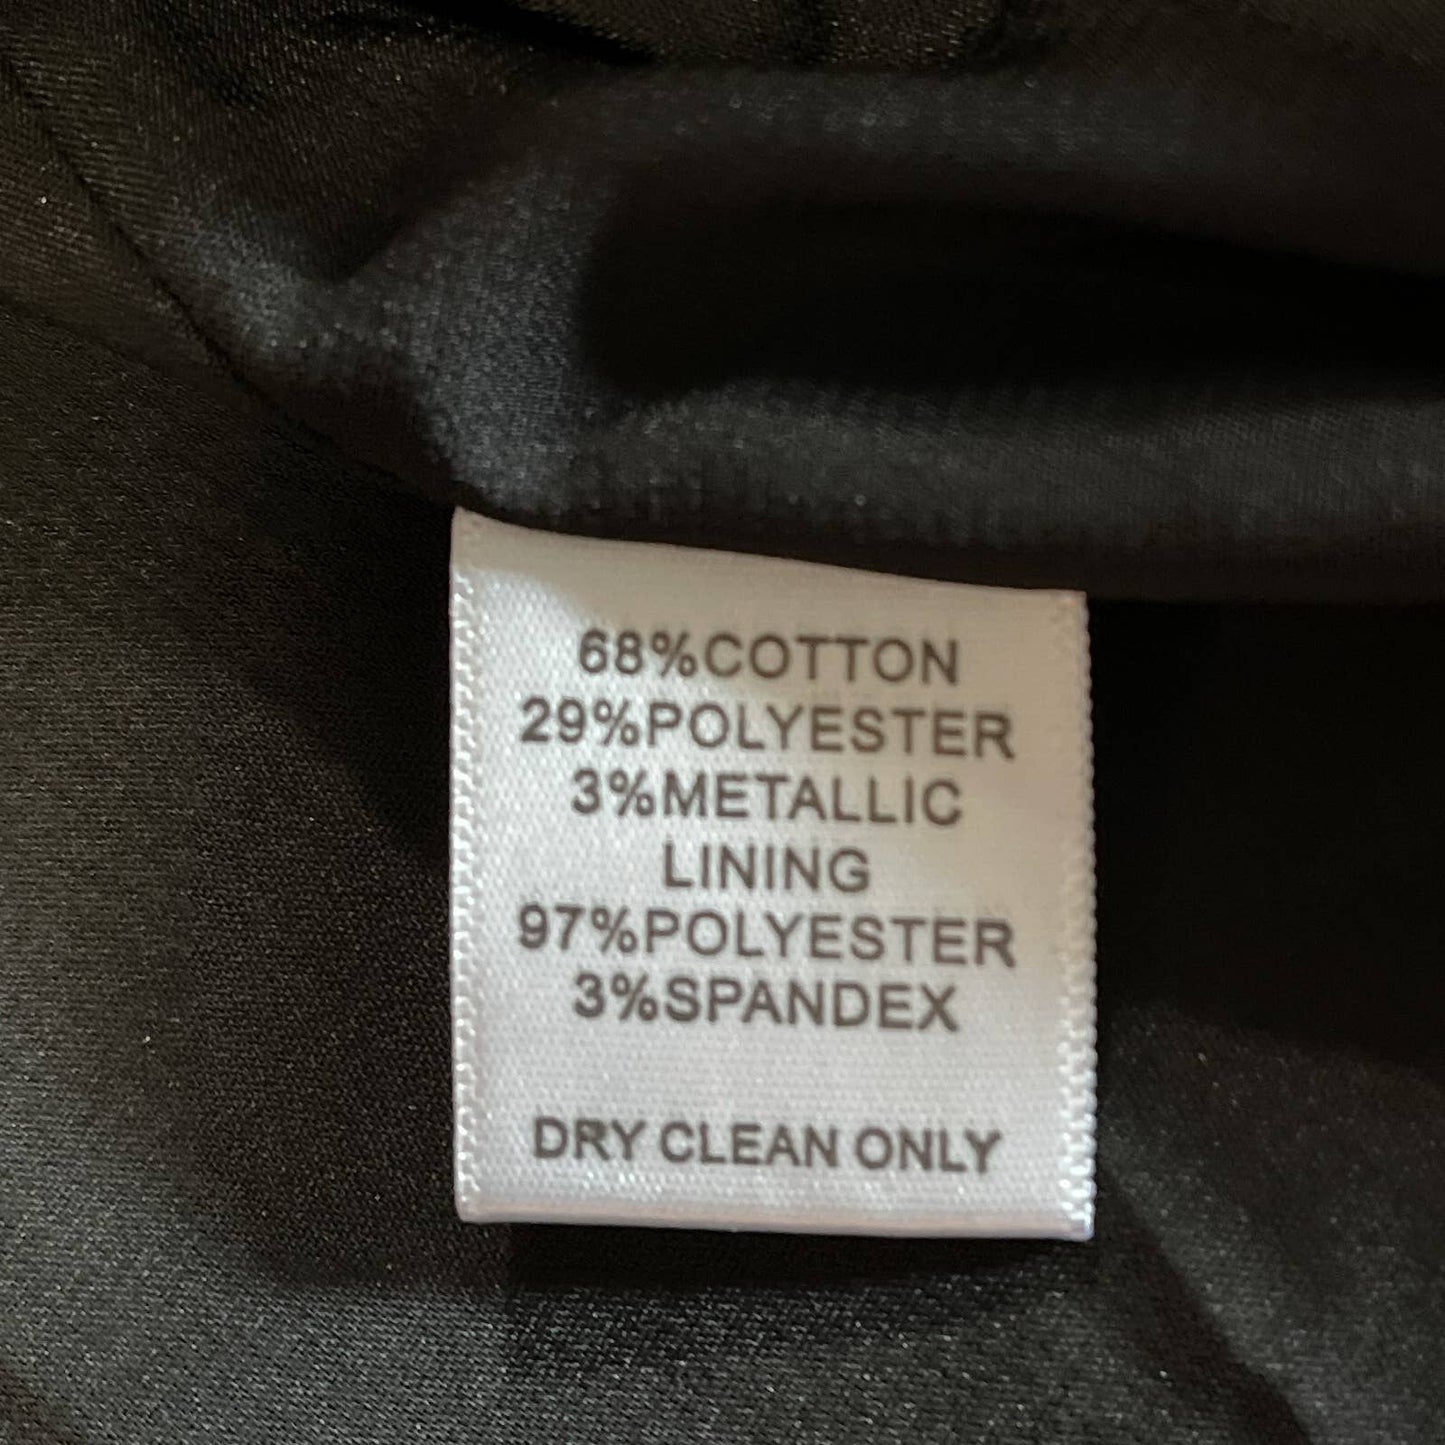 68%COTTON
29%POLYESTER
3%METALLIC
LINING
97%POLYESTER
3%SPANDEX
DRY CLEAN ONLY